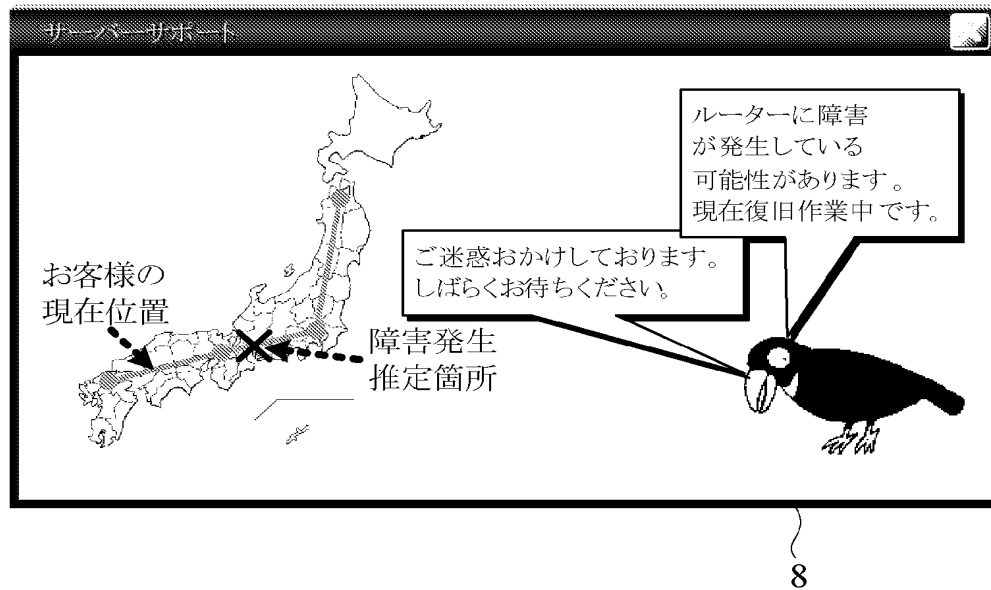 サーバーサポート
ルーターに障害
が発生している
可能性があります。
現在復旧作業中です。
ご迷惑おかけしております。
しばらくお待ちください。
お客様の
現在位置
障害発生
推定箇所
8